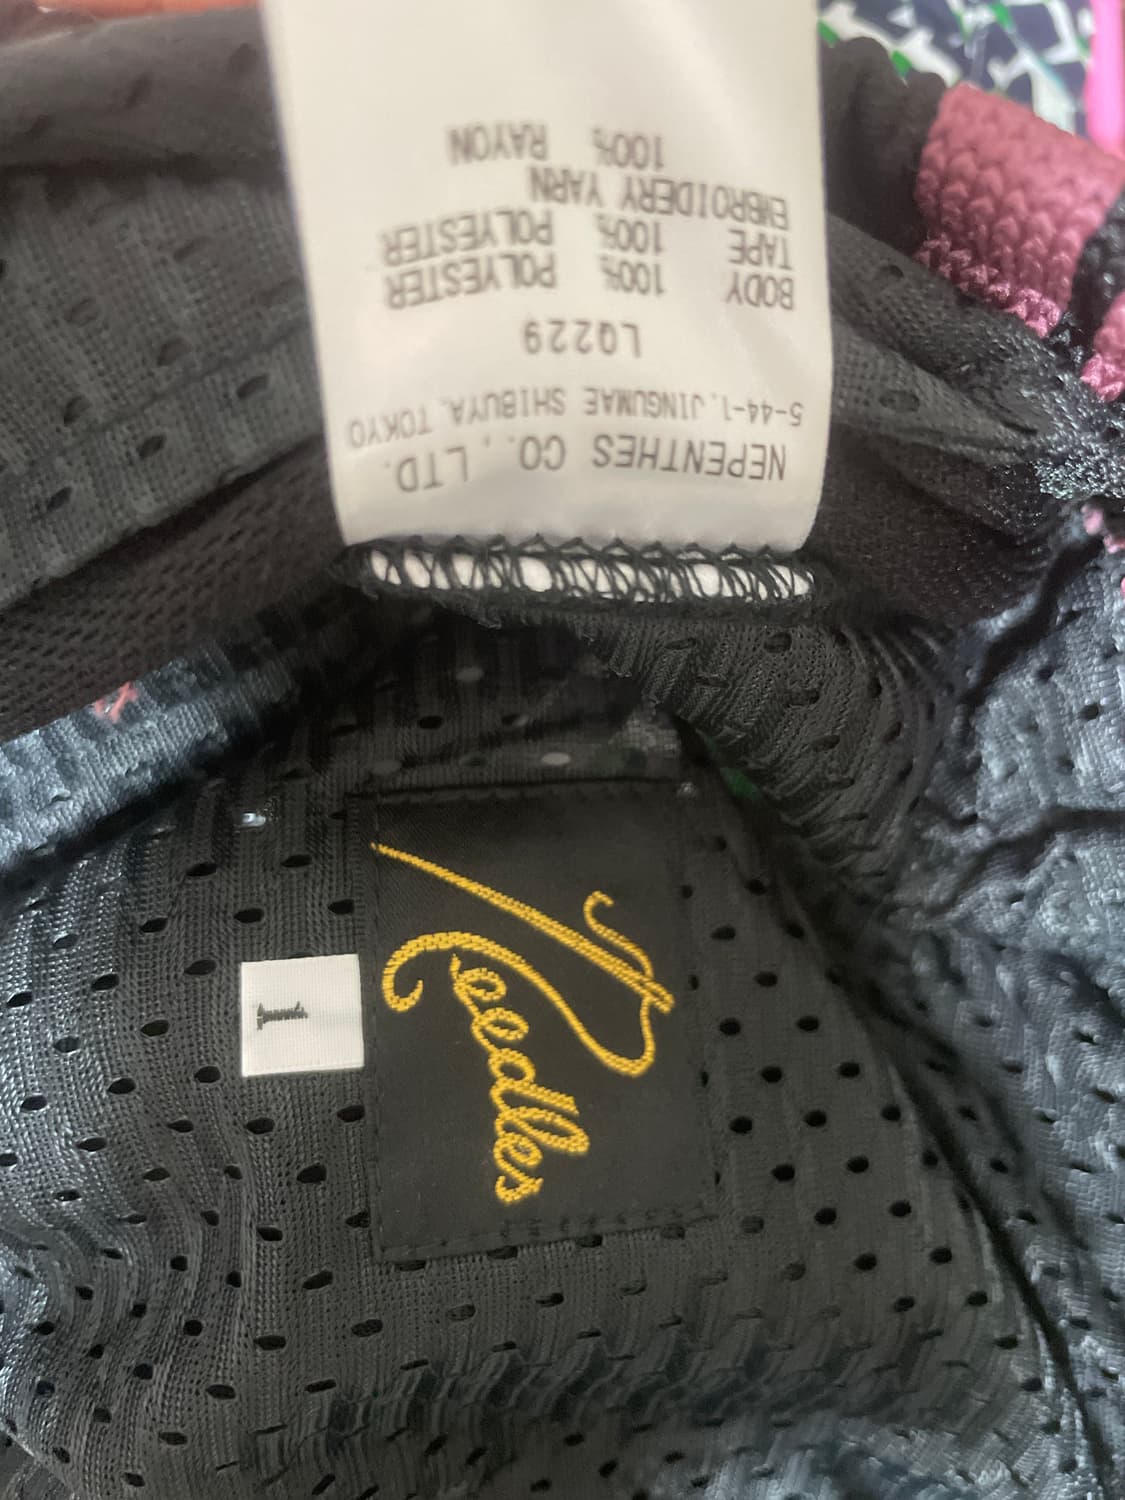 NEPENTHES CO., LTD.
5-44-1, JINGUMAE SHIBUYA, TOKYO
LQ229
BODY 100% POLYESTER
TAPE 100% POLYESTER
EMBROIDERY YARN
100% RAYON
Needles
1